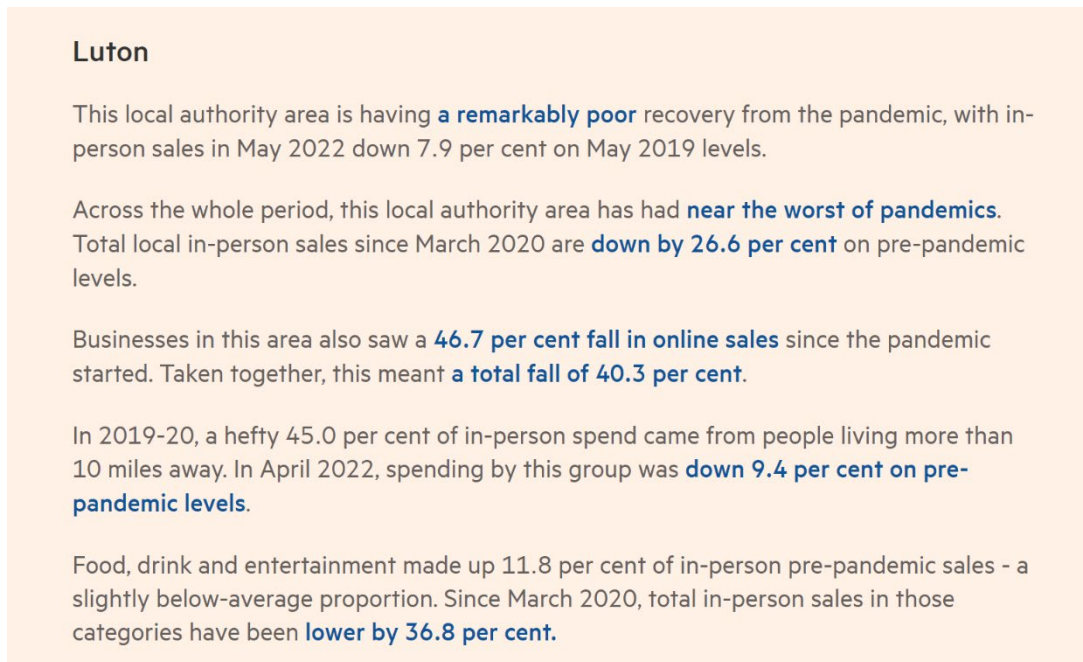 Luton
This local authority area is having a remarkably poor recovery from the pandemic, with in-
person sales in May 2022 down 7.9 per cent on May 2019 levels.
Across the whole period, this local authority area has had near the worst of pandemics.
Total local in-person sales since March 2020 are down by 26.6 per cent on pre-pandemic
levels.
Businesses in this area also saw a 46.7 per cent fall in online sales since the pandemic
started. Taken together, this meant a total fall of 40.3 per cent.
In 2019-20, a hefty 45.0 per cent of in-person spend came from people living more than
10 miles away. In April 2022, spending by this group was down 9.4 per cent on pre-
pandemic levels.
Food, drink and entertainment made up 11.8 per cent of in-person pre-pandemic sales - a
slightly below-average proportion. Since March 2020, total in-person sales in those
categories have been lower by 36.8 per cent.